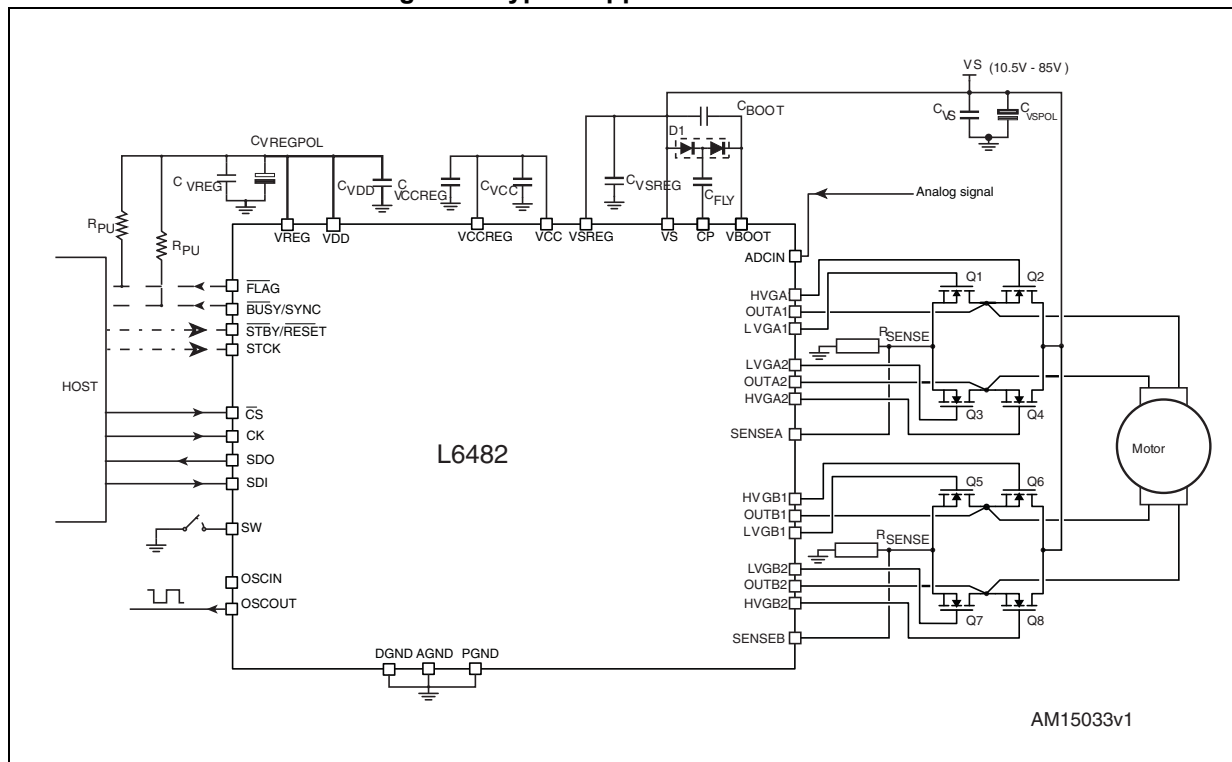 VS (10.5V - 85V)
CVS
CVSPOL
CBOOT
D1
CVREGPOL
CVREG
CVDD
CVCCREG
CVCC
CVSREG
CFLY
Analog signal
RPU
RPU
VREG
VDD
VCCREG
VCC
VSREG
VS
CP
VBOOT
ADCIN
FLAG
BUSY/SYNC
STBY/RESET
STCK
HOST
CS
CK
SDO
SDI
SW
OSCIN
OSCOUT
L6482
HVGA
OUTA1
LVGA1
LVGA2
OUTA2
HVGA2
SENSEA
HVGB1
OUTB1
LVGB1
LVGB2
OUTB2
HVGB2
SENSEB
Q1
Q2
RSENSE
Q3
Q4
Motor
Q5
Q6
RSENSE
Q7
Q8
DGND AGND PGND
AM15033v1